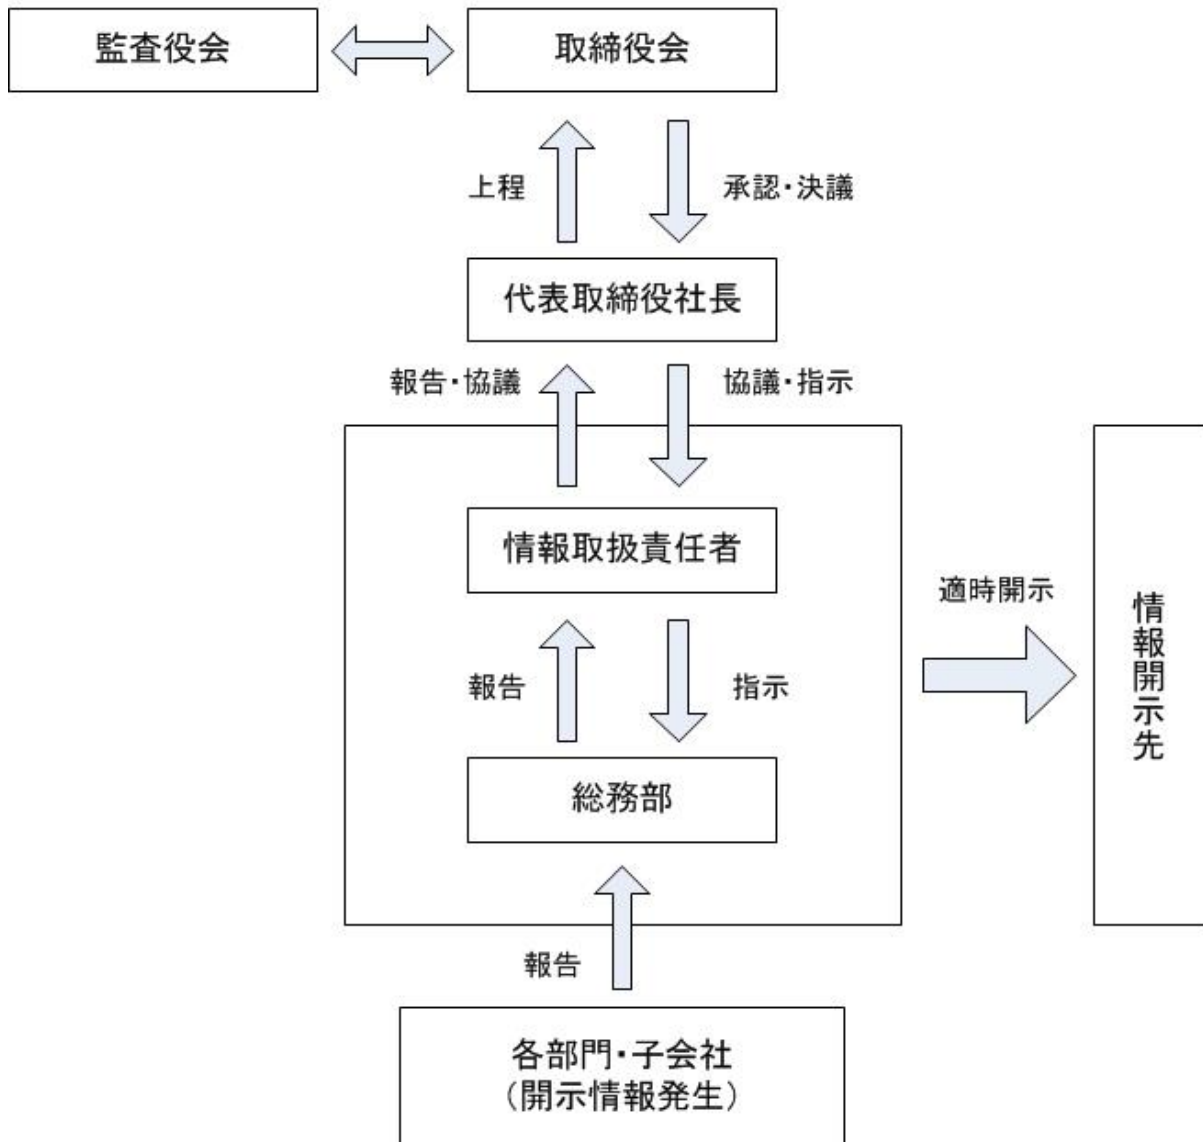 監査役会
取締役会
上程
承認・決議
代表取締役社長
報告・協議
協議・指示
情報取扱責任者
適時開示
情報開示先
報告
指示
総務部
報告
各部門・子会社
（開示情報発生）